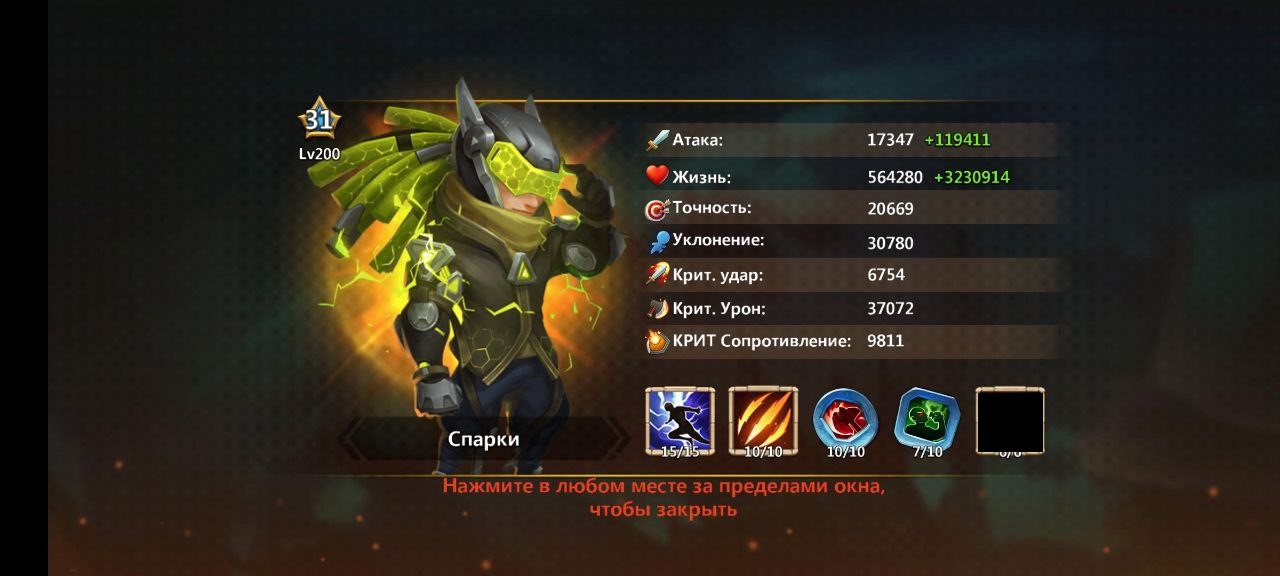 31
Lv200
Атака: 17347 +119411
Жизнь: 564280 +3230914
Точность: 20669
Уклонение: 30780
Крит. удар: 6754
Крит. Урон: 37072
КРИТ Сопротивление: 9811
Спарки
15/15 10/10 10/10 7/10
Нажмите в любом месте за пределами окна,
чтобы закрыть